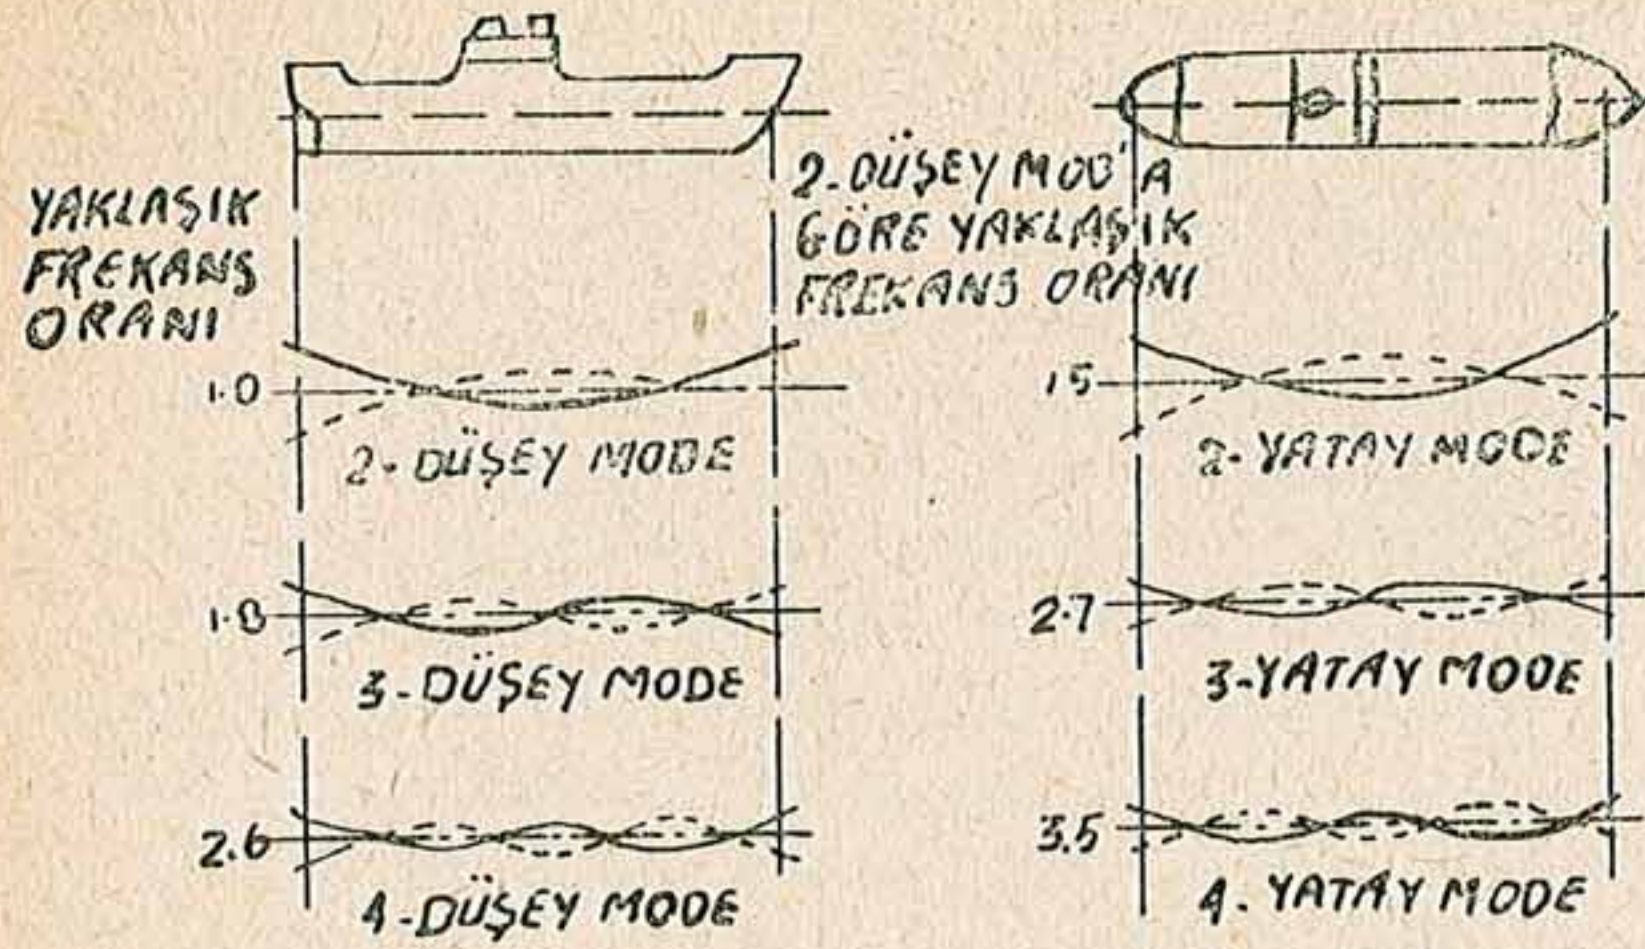 YAKLAŞIK
FREKANS
ORANI
1.0
2-DÜŞEY MODE
1.8
3-DÜŞEY MODE
2.6
4-DÜŞEY MODE
2-DÜŞEY MOD'A
GÖRE YAKLAŞIK
FREKANS ORANI
1.5
2-YATAY MODE
2.7
3-YATAY MODE
3.5
4. YATAY MODE